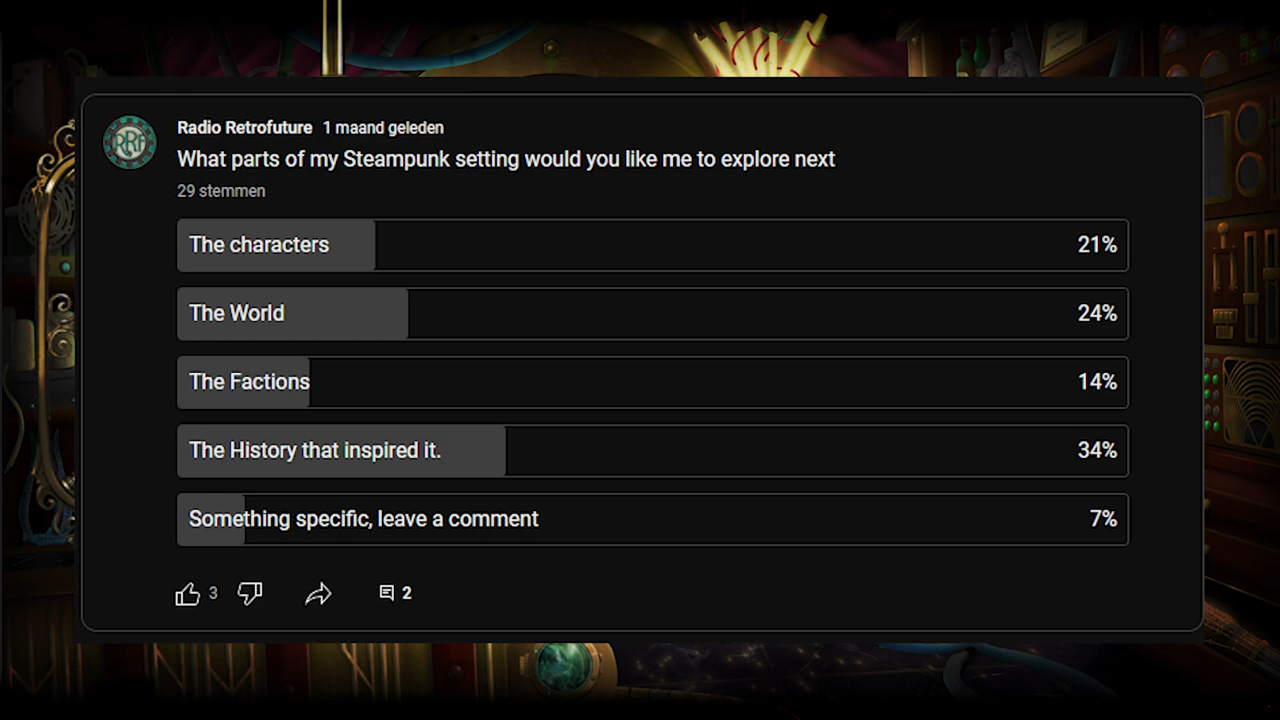 RRF
Radio Retrofuture 1 maand geleden
What parts of my Steampunk setting would you like me to explore next
29 stemmen
The characters 21%
The World 24%
The Factions 14%
The History that inspired it. 34%
Something specific, leave a comment 7%
3 2